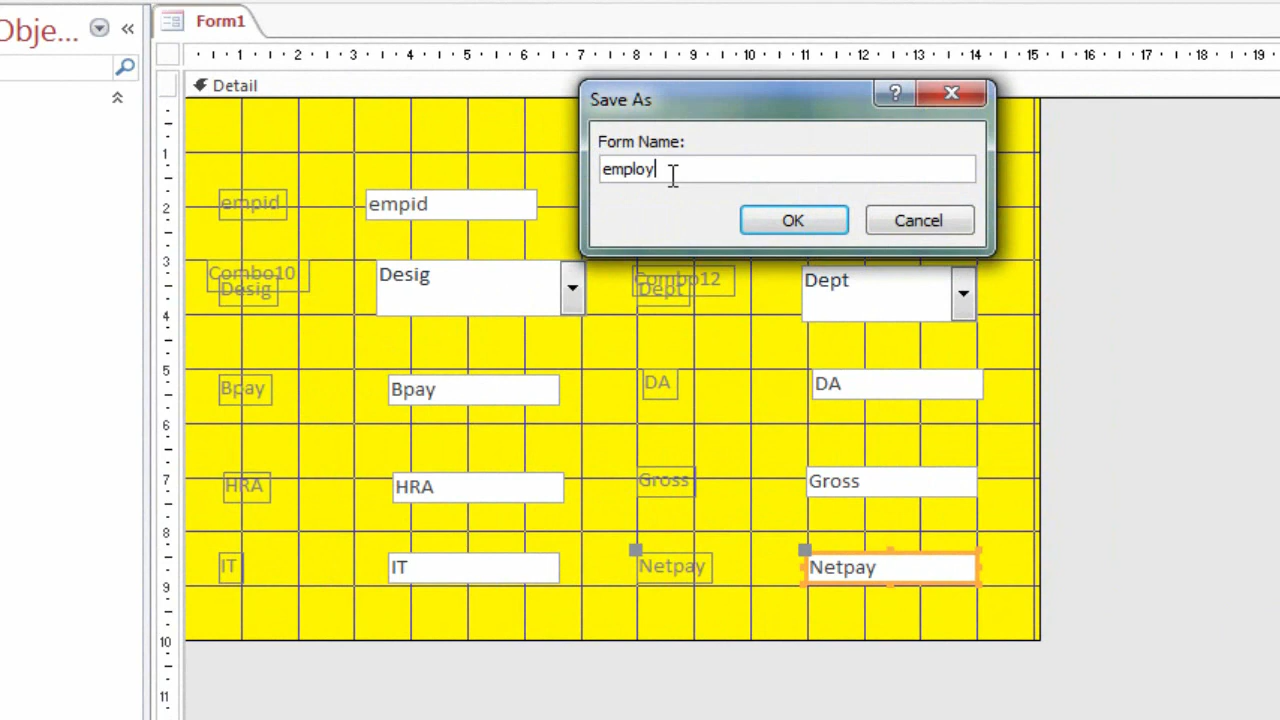 Obje...
Form1
1 2 3 4 5 6 7 8 9 10 11 12 13 14 15 16 17 18 19
Detail
Save As
?
Form Name:
employ
OK
Cancel
1
2
3
4
5
6
7
8
9
10
11
empid
empid
Combo10
Desig
Desig
Combo12
Dept
Dept
Bpay
Bpay
DA
DA
HRA
HRA
Gross
Gross
IT
IT
Netpay
Netpay